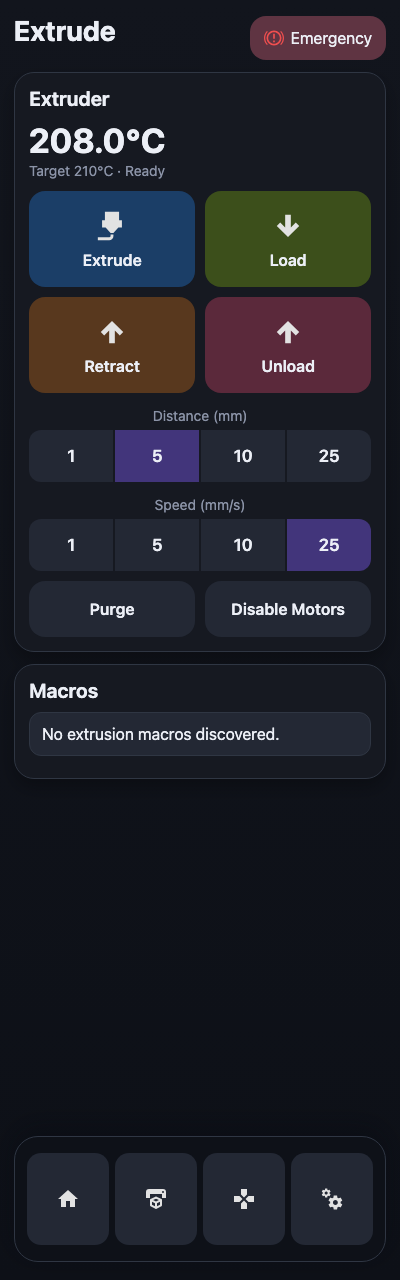 Extrude
Emergency
Extruder
208.0°C
Target 210°C · Ready
Extrude
Load
Retract
Unload
Distance (mm)
1 5 10 25
Speed (mm/s)
1 5 10 25
Purge
Disable Motors
Macros
No extrusion macros discovered.